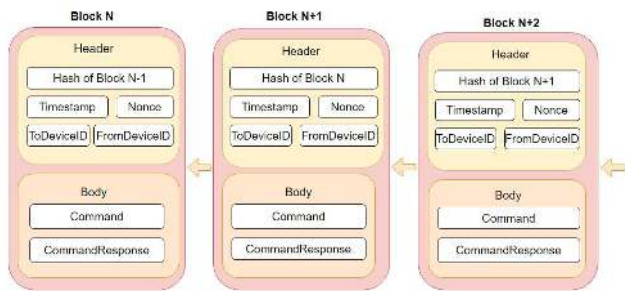 Block N
Header
Hash of Block N-1
Timestamp
Nonce
ToDeviceID
FromDeviceID
Body
Command
CommandResponse
Block N+1
Header
Hash of Block N
Timestamp
Nonce
ToDeviceID
FromDeviceID
Body
Command
CommandResponse
Block N+2
Header
Hash of Block N+1
Timestamp
Nonce
ToDeviceID
FromDeviceID
Body
Command
CommandResponse